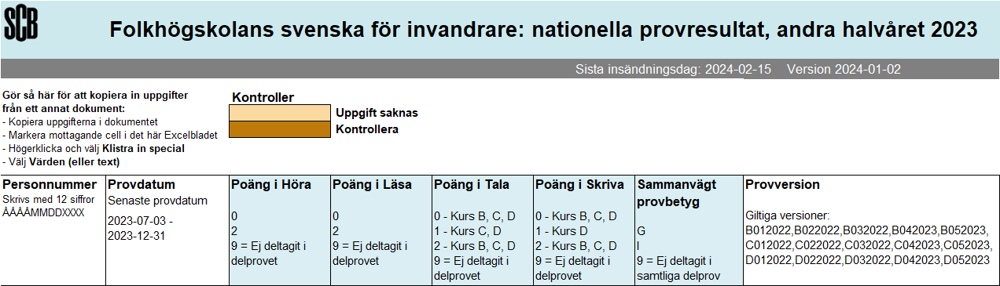 SCB
Folkhögskolans svenska för invandrare: nationella provresultat, andra halvåret 2023
Sista insändningsdag: 2024-02-15 Version 2024-01-02
Gör så här för att kopiera in uppgifter
från ett annat dokument:
- Kopiera uppgifterna i dokumentet
- Markera mottagande cell i det här Excelbladet
- Högerklicka och välj Klistra in special
- Välj Värden (eller text)
Kontroller
Uppgift saknas
Kontrollera
Personnummer
Skrivs med 12 siffror
ÅÅÅÅMMDDXXXX
Provdatum
Senaste provdatum
2023-07-03 -
2023-12-31
Poäng i Höra
0
2
9 = Ej deltagit i
delprovet
Poäng i Läsa
0
2
9 = Ej deltagit i
delprovet
Poäng i Tala
0 - Kurs B, C, D
1 - Kurs C, D
2 - Kurs B, C, D
9 = Ej deltagit i
delprovet
Poäng i Skriva
0 - Kurs B, C, D
1 - Kurs D
2 - Kurs B, C, D
9 = Ej deltagit i
delprovet
Sammanvägt
provbetyg
G
I
9 = Ej deltagit i
samtliga delprov
Provversion
Giltiga versioner:
B012022,B022022,B032022,B042023,B052023,
C012022,C022022,C032022,C042023,C052023,
D012022,D022022,D032022,D042023,D052023